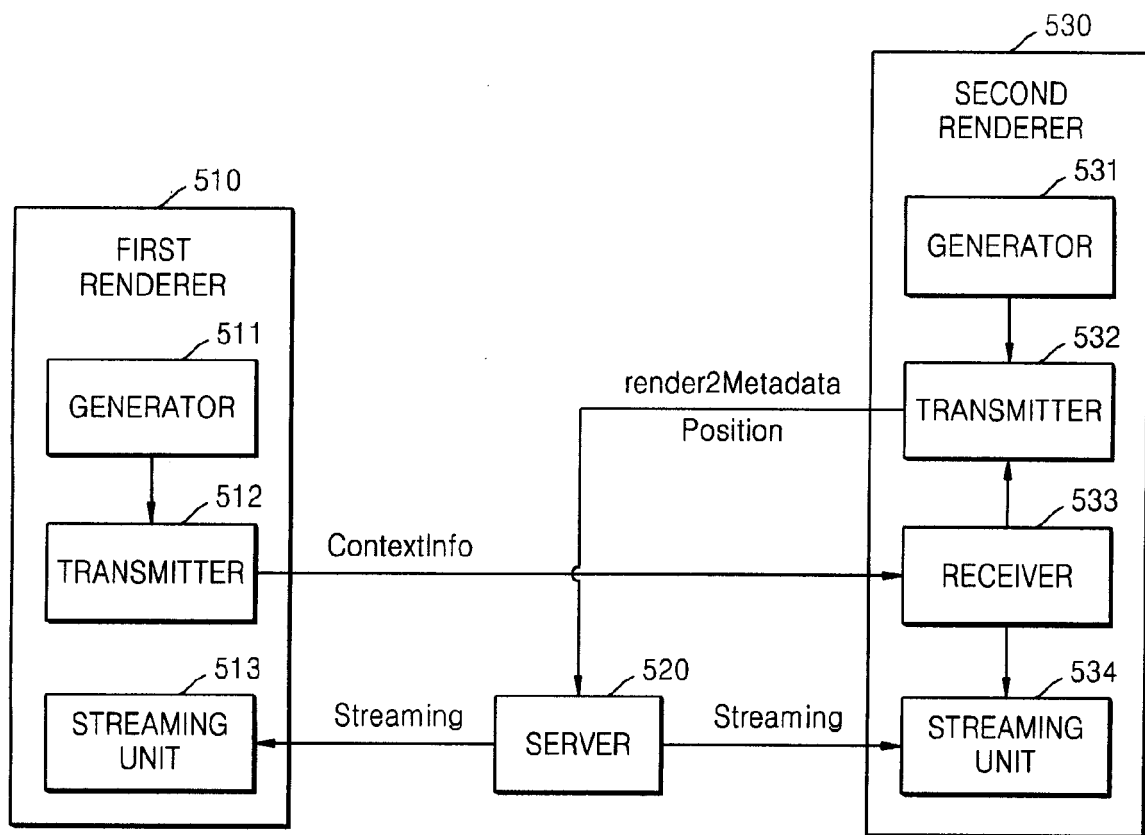 530
SECOND
RENDERER
531
GENERATOR
532
TRANSMITTER
533
RECEIVER
534
STREAMING
UNIT
510
FIRST
RENDERER
511
GENERATOR
512
TRANSMITTER
513
STREAMING
UNIT
render2Metadata
Position
ContextInfo
520
SERVER
Streaming
Streaming